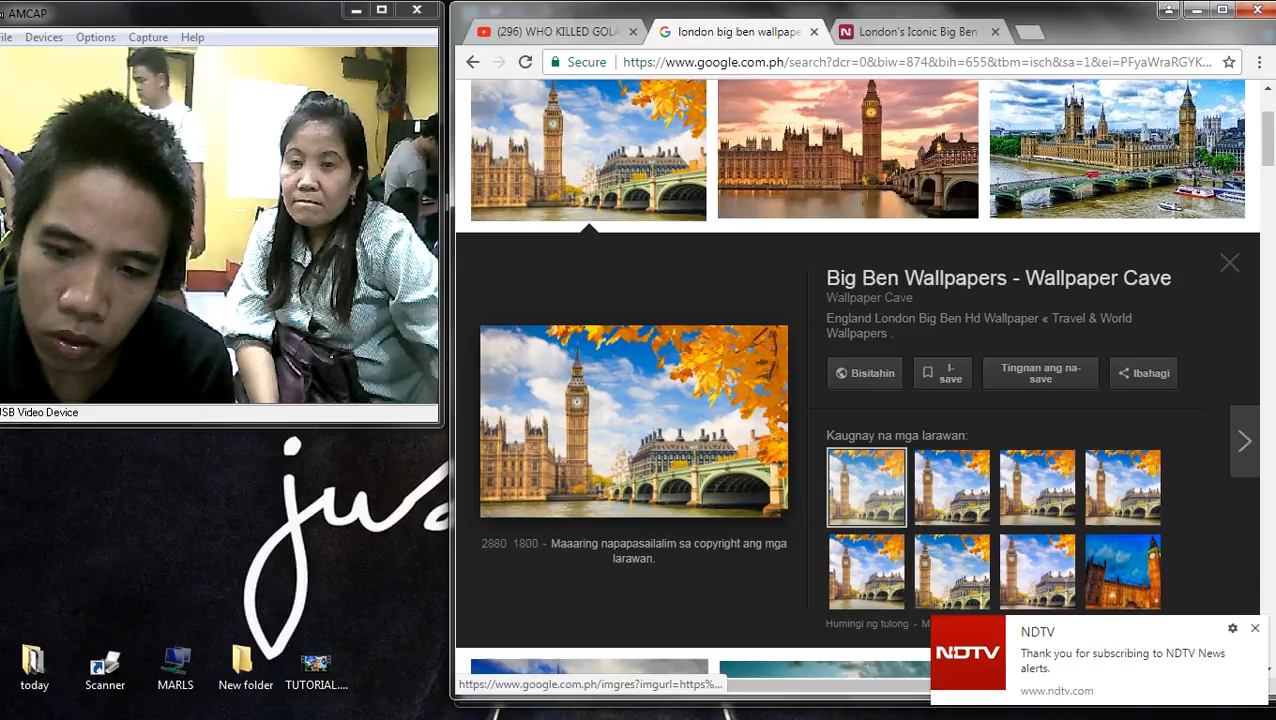 AMCAP
ile Devices Options Capture Help
JSB Video Device
(296) WHO KILLED GOLA
london big ben wallpape
London's Iconic Big Ben
Secure https://www.google.com.ph/search?dcr=0&biw=874&bih=655&tbm=isch&sa=1&ei=PFyaWraRGYK...
Big Ben Wallpapers - Wallpaper Cave
Wallpaper Cave
England London Big Ben Hd Wallpaper « Travel & World
Wallpapers .
Bisitahin
I-
save
Tingnan ang na-
save
Ibahagi
Kaugnay na mga larawan:
2880 1800 - Maaaring napapasailalim sa copyright ang mga
larawan.
Humingi ng tulong - M
NDTV
NDTV
Thank you for subscribing to NDTV News
alerts.
www.ndtv.com
https://www.google.com.ph/imgres?imgurl=https%...
oday
Scanner
MARLS
New folder
TUTORIAL....